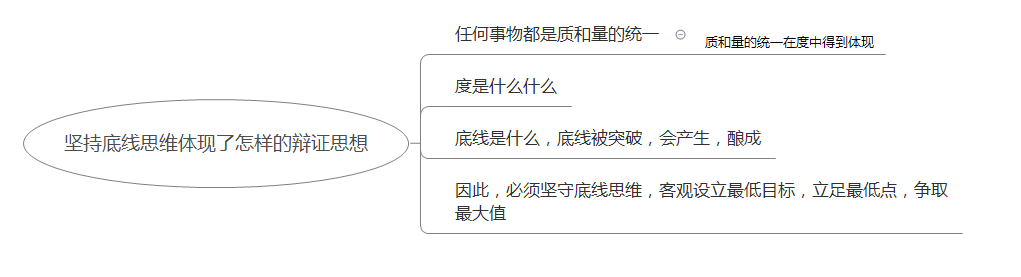 任何事物都是质和量的统一
质和量的统一在度中得到体现
度是什么什么
坚持底线思维体现了怎样的辩证思想
底线是什么，底线被突破，会产生，酿成
因此，必须坚守底线思维，客观设立最低目标，立足最低点，争取
最大值